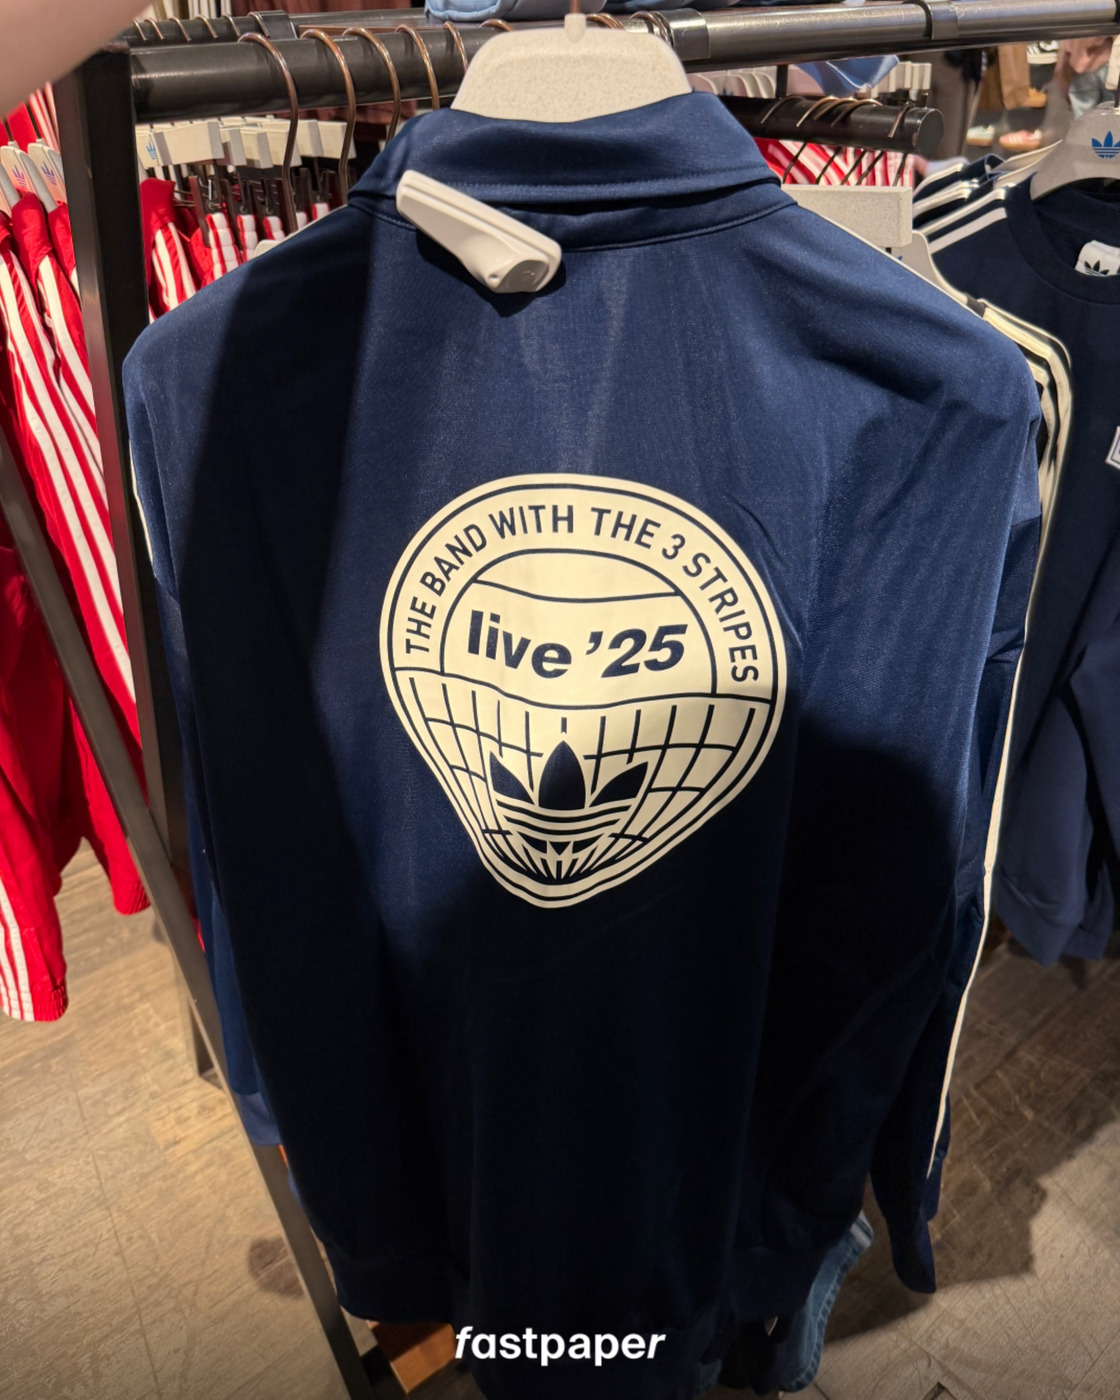 THE BAND WITH THE 3 STRIPES
live ’25
fastpaper